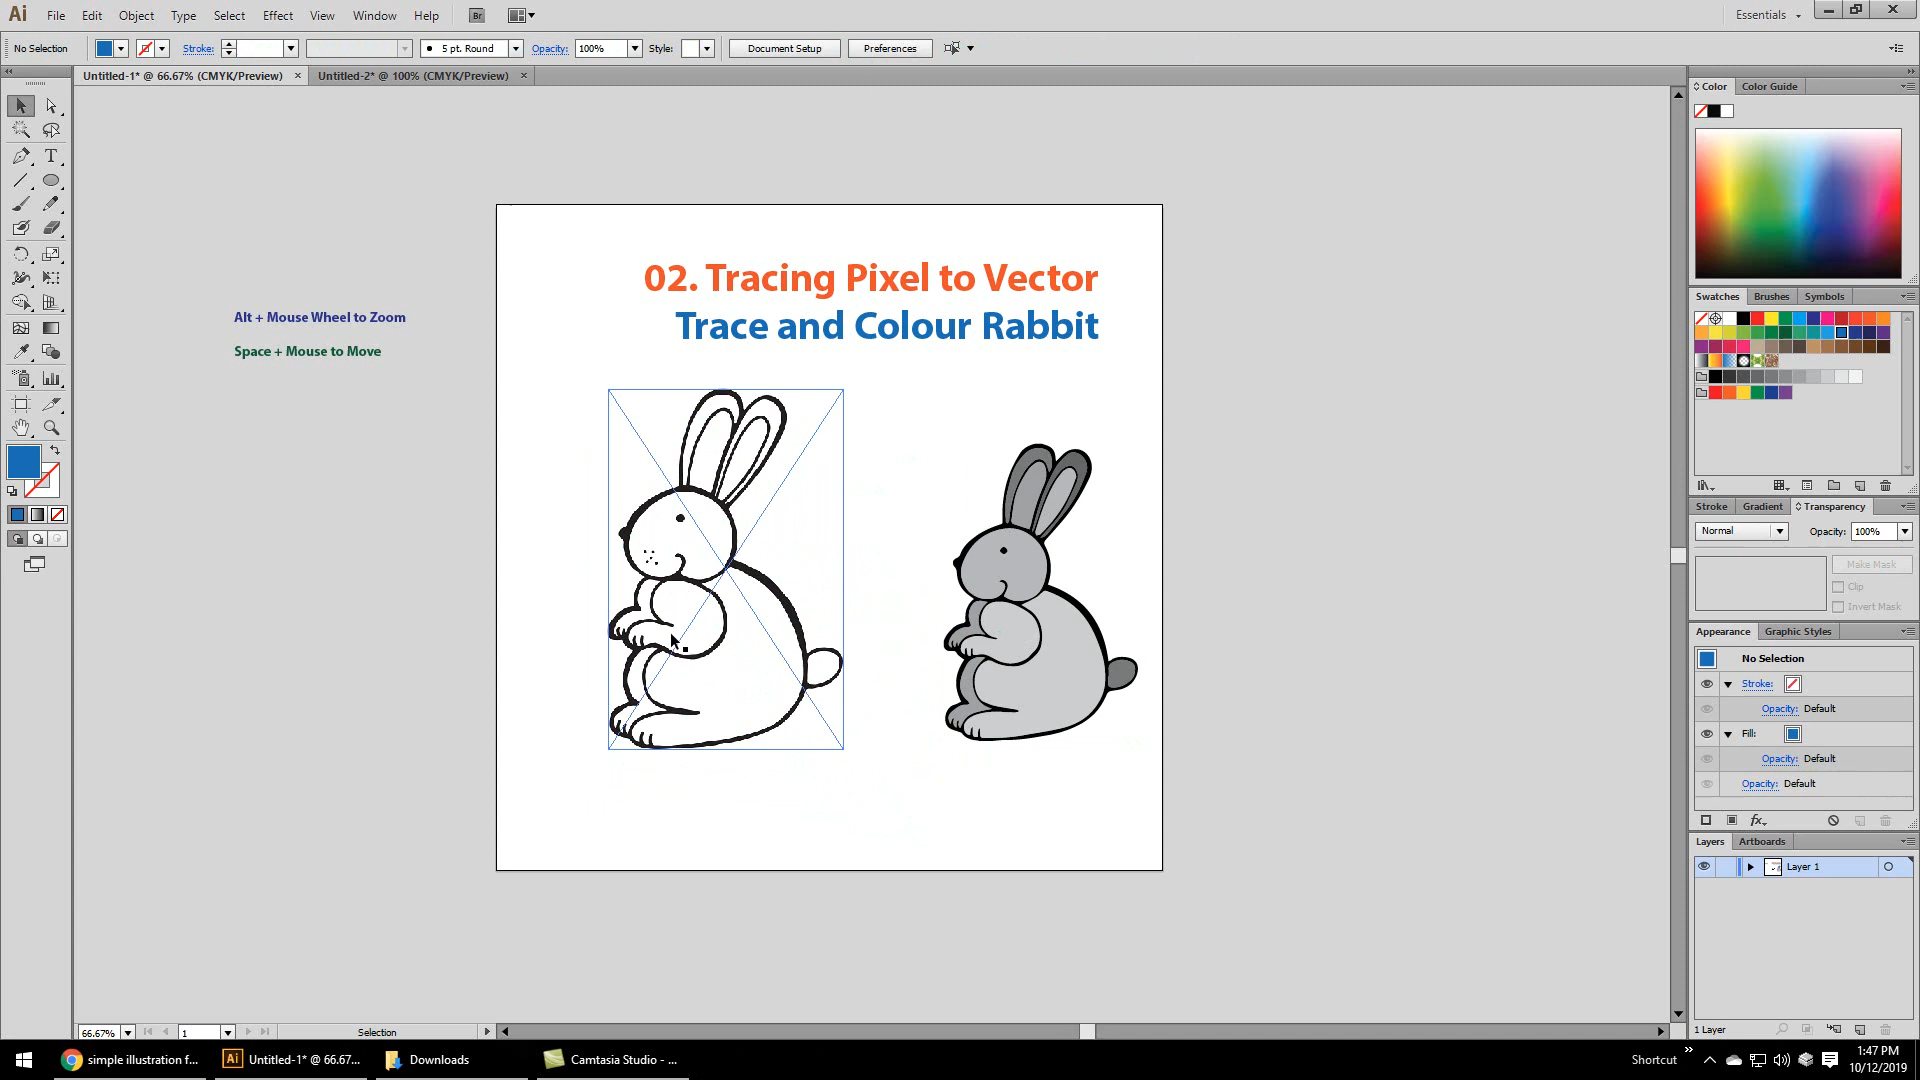 Ai File Edit Object Type Select Effect View Window Help Br Essentials
No Selection Stroke: 5 pt. Round Opacity: 100% Style: Document Setup Preferences
Untitled-1* @ 66.67% (CMYK/Preview) × Untitled-2* @ 100% (CMYK/Preview) ×
Color Color Guide
02. Tracing Pixel to Vector
Trace and Colour Rabbit
Alt + Mouse Wheel to Zoom
Space + Mouse to Move
Swatches Brushes Symbols
Stroke Gradient Transparency
Normal Opacity: 100%
Make Mask
Clip
Invert Mask
Appearance Graphic Styles
No Selection
Stroke:
Opacity: Default
Fill:
Opacity: Default
Opacity: Default
fx
Layers Artboards
Layer 1
1 Layer
66.67% 1 Selection
simple illustration f... Ai Untitled-1* @ 66.67... Downloads Camtasia Studio - ... Shortcut » 1:47 PM
10/12/2019